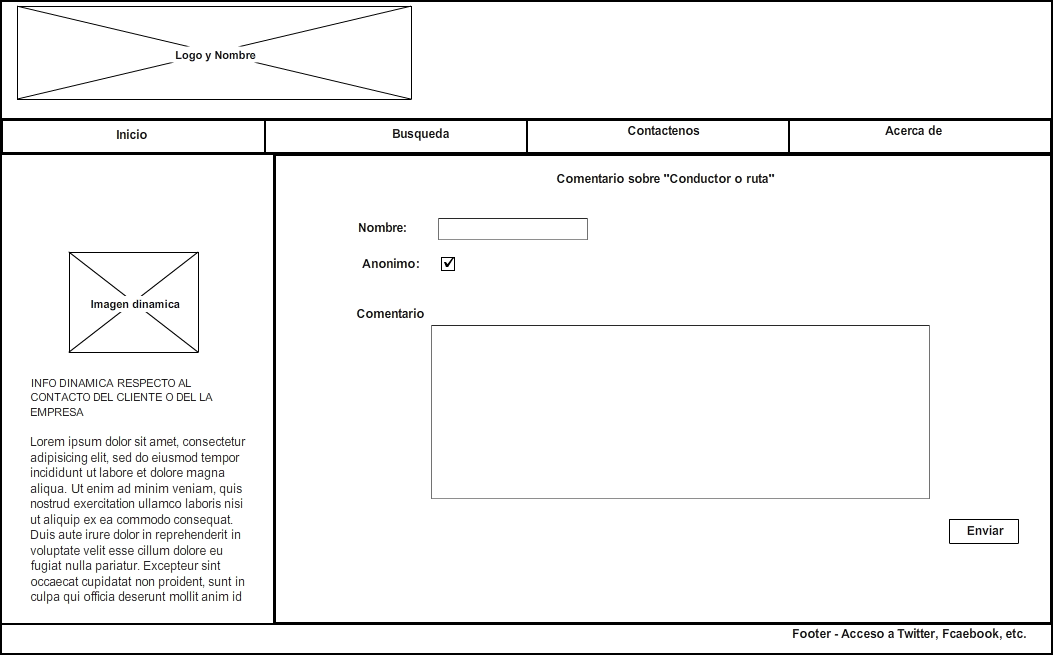 Logo y Nombre
Inicio
Busqueda
Contactenos
Acerca de
Comentario sobre "Conductor o ruta"
Nombre:
Anonimo:
Comentario
Enviar
Imagen dinamica
INFO DINAMICA RESPECTO AL
CONTACTO DEL CLIENTE O DEL LA
EMPRESA
Lorem ipsum dolor sit amet, consectetur
adipisicing elit, sed do eiusmod tempor
incididunt ut labore et dolore magna
aliqua. Ut enim ad minim veniam, quis
nostrud exercitation ullamco laboris nisi
ut aliquip ex ea commodo consequat.
Duis aute irure dolor in reprehenderit in
voluptate velit esse cillum dolore eu
fugiat nulla pariatur. Excepteur sint
occaecat cupidatat non proident, sunt in
culpa qui officia deserunt mollit anim id
Footer - Acceso a Twitter, Fcaebook, etc.